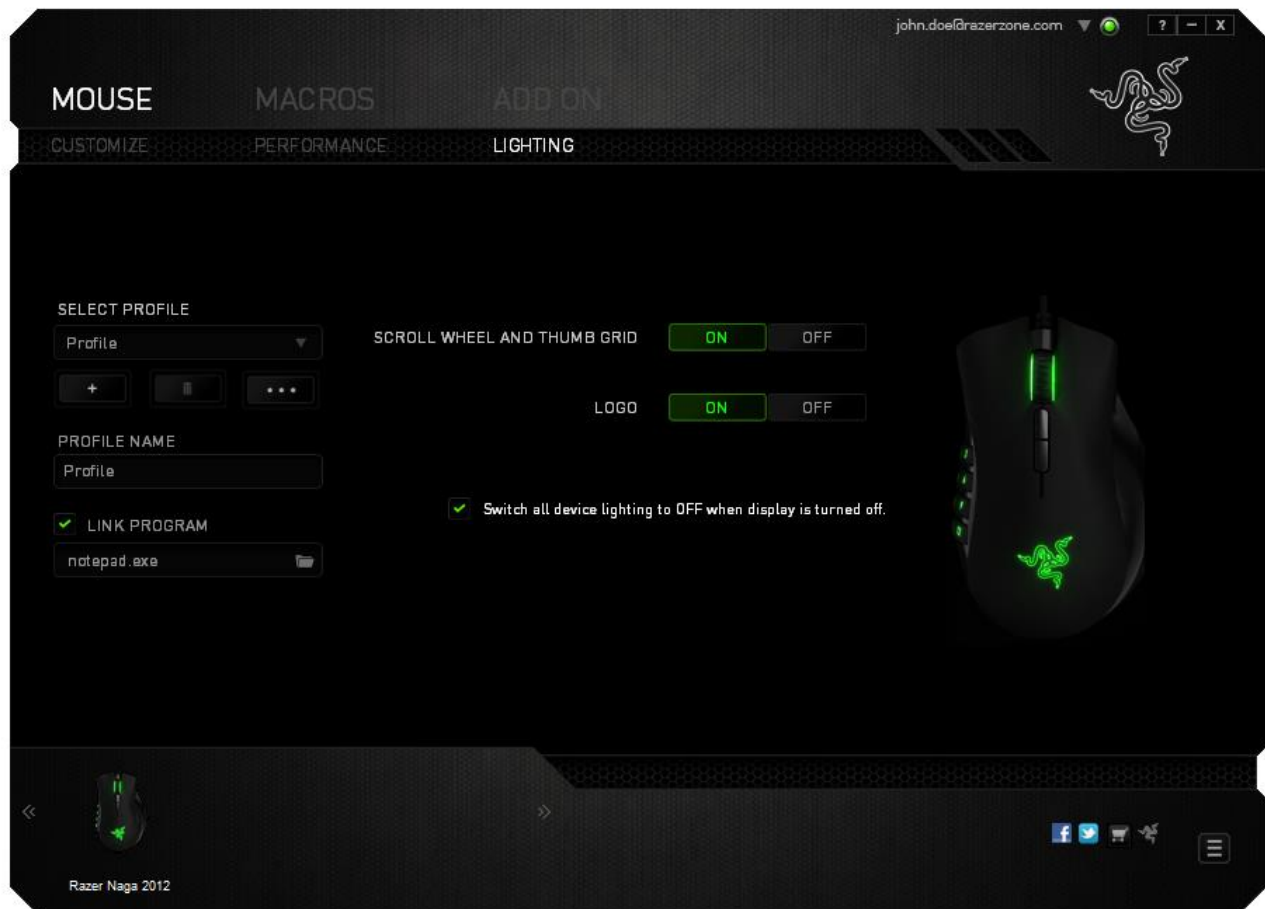 john.doe@razerzone.com
? – X
MOUSE MACROS ADD ON
CUSTOMIZE PERFORMANCE LIGHTING
SELECT PROFILE
Profile
+ •••
PROFILE NAME
Profile
LINK PROGRAM
notepad.exe
SCROLL WHEEL AND THUMB GRID ON OFF
LOGO ON OFF
Switch all device lighting to OFF when display is turned off.
« »
Razer Naga 2012